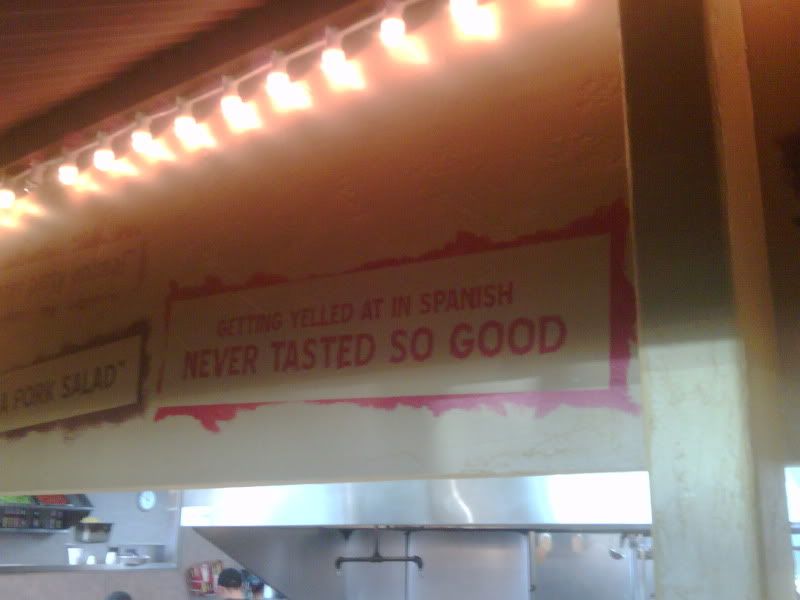 GETTING YELLED AT IN SPANISH
NEVER TASTED SO GOOD
A PORK SALAD"